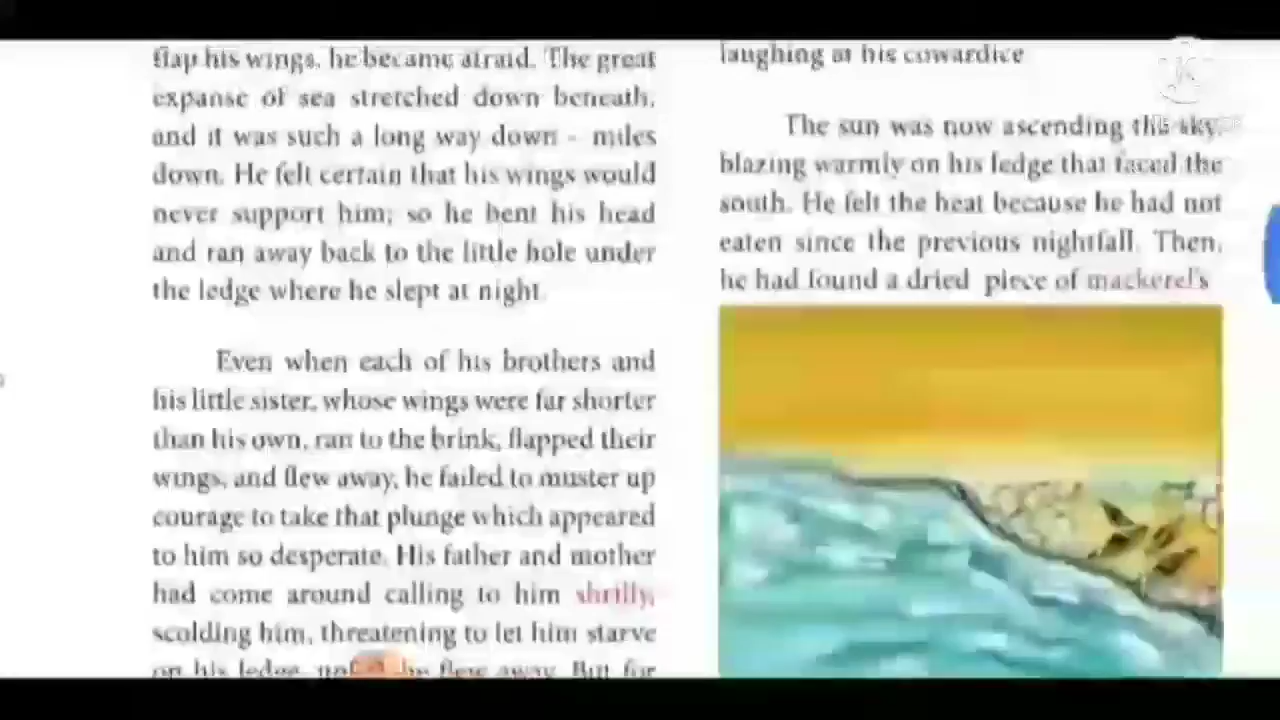 flap his wings, he became afraid. The great
expanse of sea stretched down beneath,
and it was such a long way down – miles
down. He felt certain that his wings would
never support him; so he bent his head
and ran away back to the little hole under
the ledge where he slept at night.
Even when each of his brothers and
his little sister, whose wings were far shorter
than his own, ran to the brink, flapped their
wings, and flew away, he failed to muster up
courage to take that plunge which appeared
to him so desperate. His father and mother
had come around calling to him shrilly,
scolding him, threatening to let him starve
on his ledge, he flew away. But for
laughing at his cowardice
The sun was now ascending the sky,
blazing warmly on his ledge that faced the
south. He felt the heat because he had not
eaten since the previous nightfall. Then,
he had found a dried piece of mackerel's